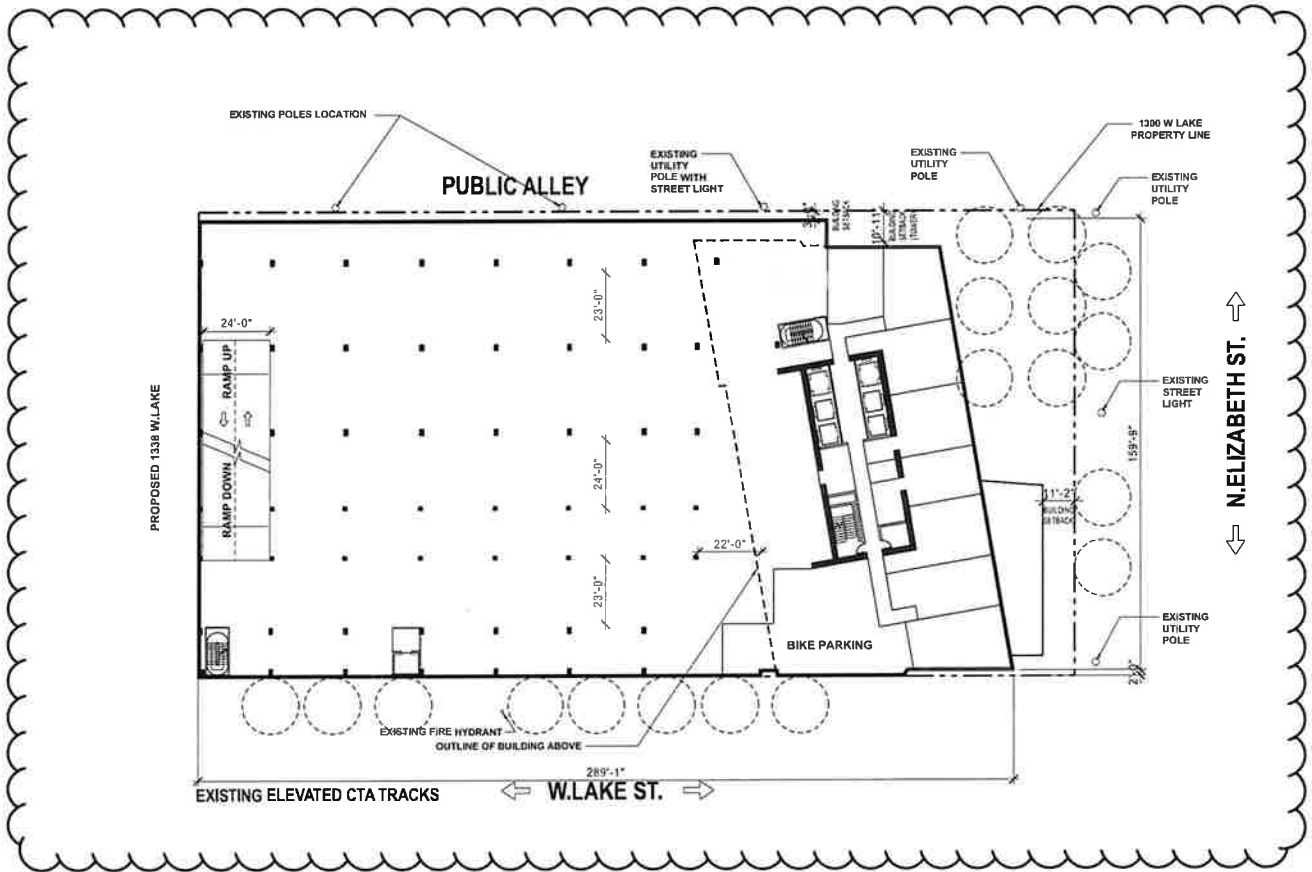 EXISTING POLES LOCATION
1300 W LAKE
PROPERTY LINE
EXISTING
UTILITY
POLE WITH
STREET LIGHT
EXISTING
UTILITY
POLE
EXISTING
UTILITY
POLE
PUBLIC ALLEY
BUILDING
SETBACK
10'-11"
BUILDING
SETBACK
(TOWER)
23'-0"
24'-0"
RAMP UP
RAMP DOWN
PROPOSED 1338 W.LAKE
24'-0"
22'-0"
23'-0"
EXISTING
STREET
LIGHT
159'-9"
N.ELIZABETH ST.
11'-2"
BUILDING
SETBACK
EXISTING
UTILITY
POLE
BIKE PARKING
EXISTING FIRE HYDRANT
OUTLINE OF BUILDING ABOVE
289'-1"
EXISTING ELEVATED CTA TRACKS
W.LAKE ST.